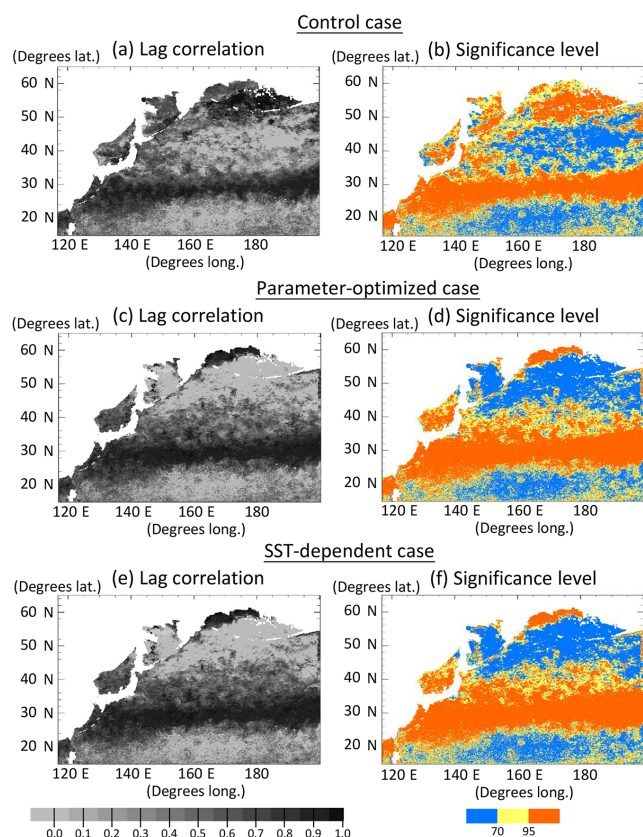 Control case
(a) Lag correlation
(b) Significance level
(Degrees lat.)
(Degrees lat.)
60 N
50 N
40 N
30 N
20 N
120 E 140 160 180
(Degrees long.)
60 N
50 N
40 N
30 N
20 N
120 E 140 160 180
(Degrees long.)
Parameter-optimized case
(c) Lag correlation
(d) Significance level
(Degrees lat.)
(Degrees lat.)
60 N
50 N
40 N
30 N
20 N
120 E 140 160 180
(Degrees long.)
60 N
50 N
40 N
30 N
20 N
120 E 140 160 180
(Degrees long.)
SST-dependent case
(e) Lag correlation
(f) Significance level
(Degrees lat.)
(Degrees lat.)
60 N
50 N
40 N
30 N
20 N
120 E 140 160 180
(Degrees long.)
60 N
50 N
40 N
30 N
20 N
120 E 140 160 180
(Degrees long.)
0.0 0.1 0.2 0.3 0.4 0.5 0.6 0.7 0.8 0.9 1.0
70 95